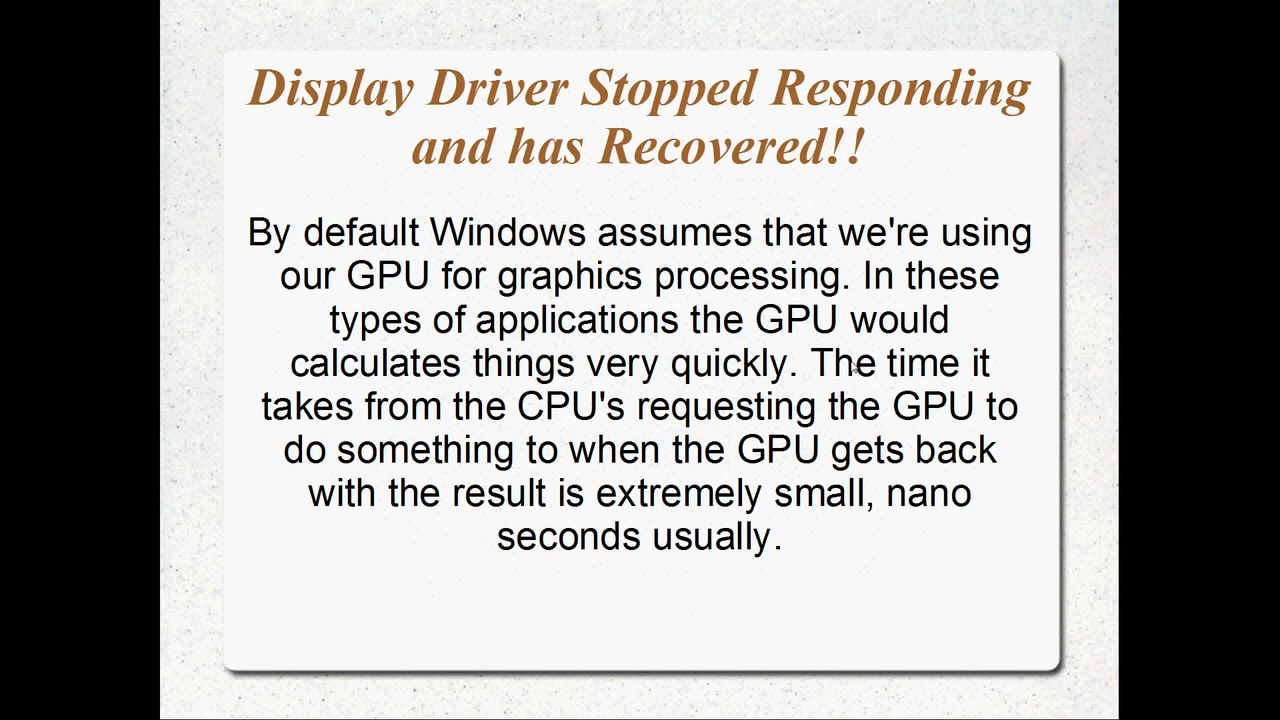 Display Driver Stopped Responding
and has Recovered!!
By default Windows assumes that we're using
our GPU for graphics processing. In these
types of applications the GPU would
calculates things very quickly. The time it
takes from the CPU's requesting the GPU to
do something to when the GPU gets back
with the result is extremely small, nano
seconds usually.